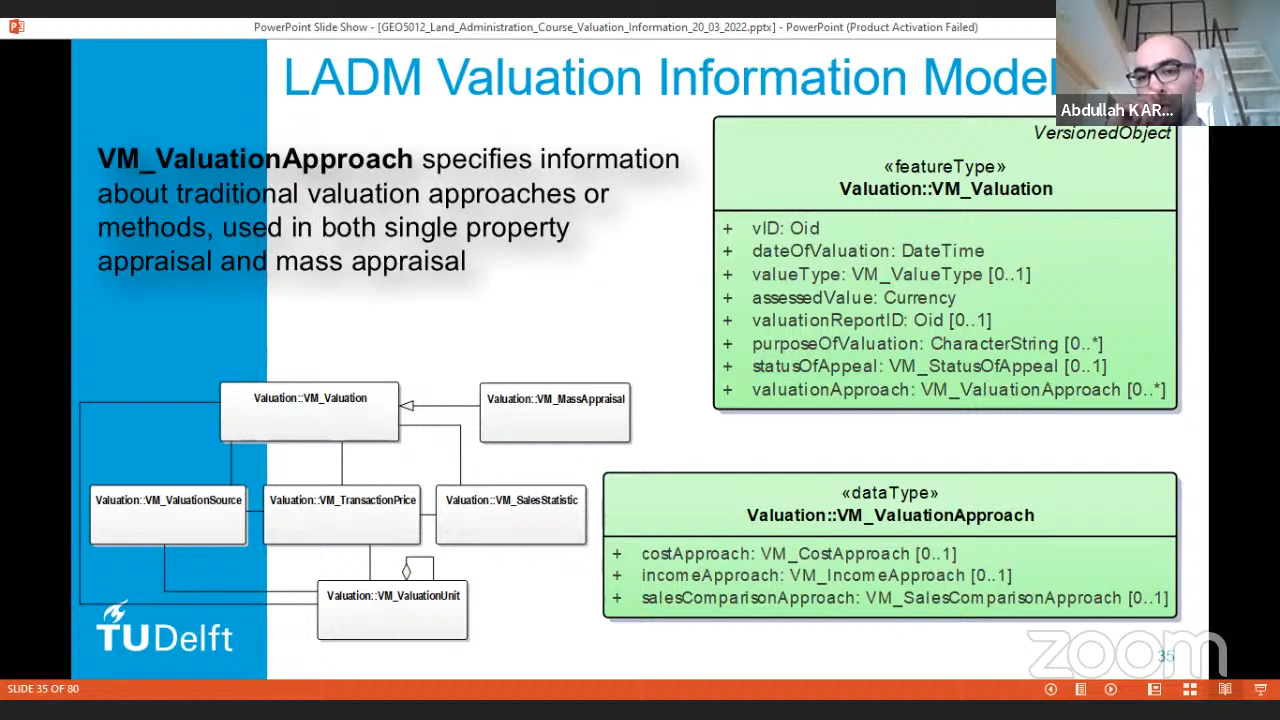 PowerPoint Slide Show - [GEO5012_Land_Administration_Course_Valuation_Information_20_03_2022.pptx] - PowerPoint (Product Activation Failed)
LADM Valuation Information Model
Abdullah KAR...
VM_ValuationApproach specifies information
about traditional valuation approaches or
methods, used in both single property
appraisal and mass appraisal
VersionedObject
«featureType»
Valuation::VM_Valuation
+ vID: Oid
+ dateOfValuation: DateTime
+ valueType: VM_ValueType [0..1]
+ assessedValue: Currency
+ valuationReportID: Oid [0..1]
+ purposeOfValuation: CharacterString [0..*]
+ statusOfAppeal: VM_StatusOfAppeal [0..1]
+ valuationApproach: VM_ValuationApproach [0..*]
Valuation::VM_Valuation
Valuation::VM_MassAppraisal
Valuation::VM_ValuationSource
Valuation::VM_TransactionPrice
Valuation::VM_SalesStatistic
Valuation::VM_ValuationUnit
«dataType»
Valuation::VM_ValuationApproach
+ costApproach: VM_CostApproach [0..1]
+ incomeApproach: VM_IncomeApproach [0..1]
+ salesComparisonApproach: VM_SalesComparisonApproach [0..1]
TUDelft
zoom
35
SLIDE 35 OF 80